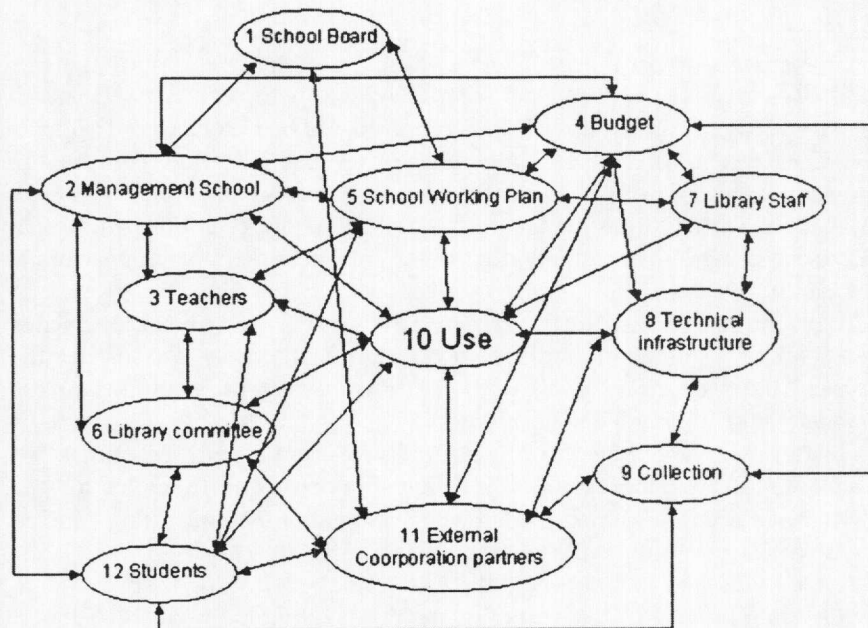 1 School Board
4 Budget
2 Management School
5 School Working Plan
7 Library Staff
3 Teachers
10 Use
8 Technical
infrastructure
6 Library committee
9 Collection
11 External
Coorporation partners
12 Students